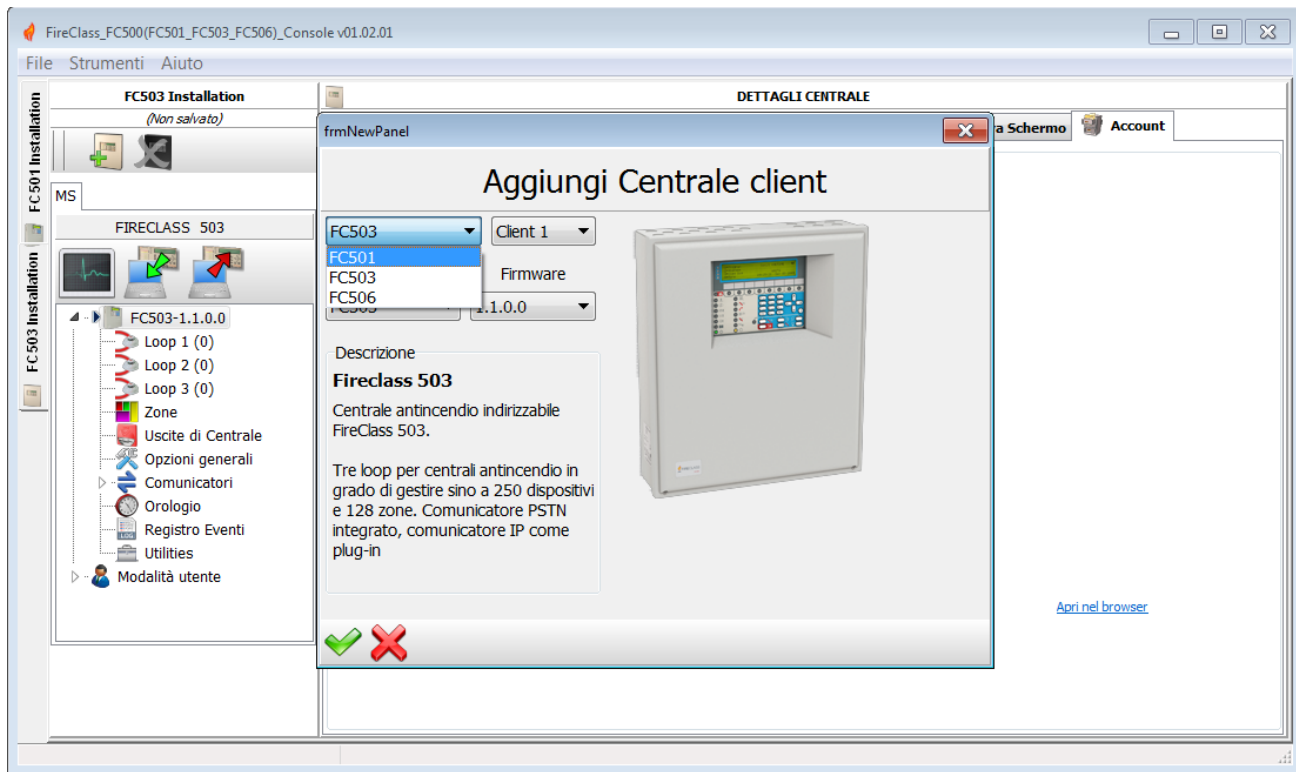 FireClass_FC500(FC501_FC503_FC506)_Console v01.02.01
File Strumenti Aiuto
FC501 Installation
FC503 Installation
FC503 Installation
(Non salvato)
MS
FIRECLASS 503
FC503-1.1.0.0
Loop 1 (0)
Loop 2 (0)
Loop 3 (0)
Zone
Uscite di Centrale
Opzioni generali
Comunicatori
Orologio
LOG
Registro Eventi
Utilities
Modalità utente
DETTAGLI CENTRALE
a Schermo
Account
frmNewPanel
Aggiungi Centrale client
FC503
Client 1
FC501
FC503
FC506
Firmware
FC503
1.1.0.0
Descrizione
Fireclass 503
Centrale antincendio indirizzabile
FireClass 503.
Tre loop per centrali antincendio in
grado di gestire sino a 250 dispositivi
e 128 zone. Comunicatore PSTN
integrato, comunicatore IP come
plug-in
Apri nel browser